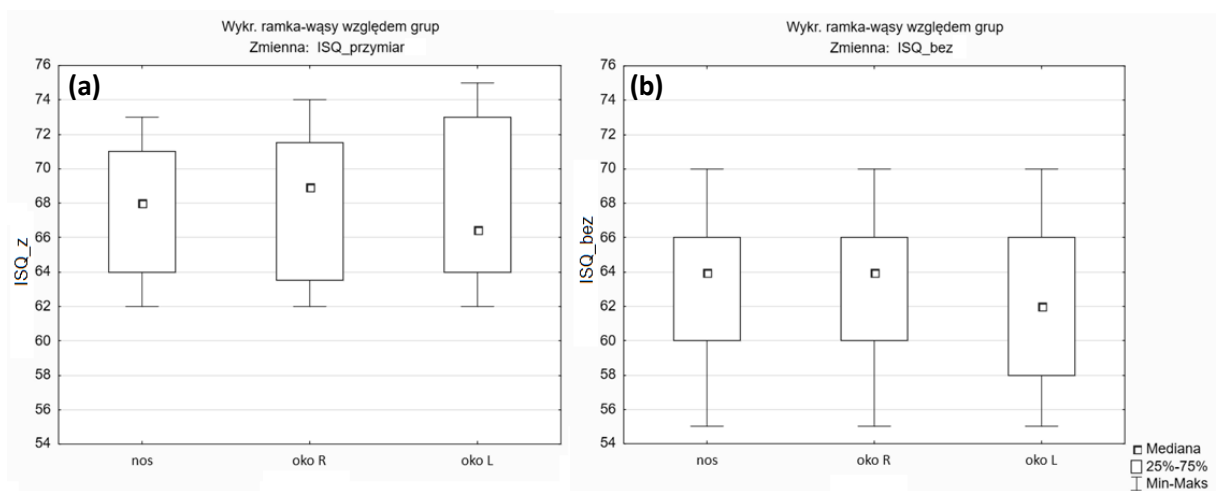 Wykr. ramka-wąsy względem grup
Zmienna: ISQ_przymiar
(a)
76
74
72
70
68
66
64
62
60
58
56
54
ISQ_z
nos
oko R
oko L
Wykr. ramka-wąsy względem grup
Zmienna: ISQ_bez
(b)
76
74
72
70
68
66
64
62
60
58
56
54
ISQ_bez
nos
oko R
oko L
Mediana
25%-75%
Min-Maks